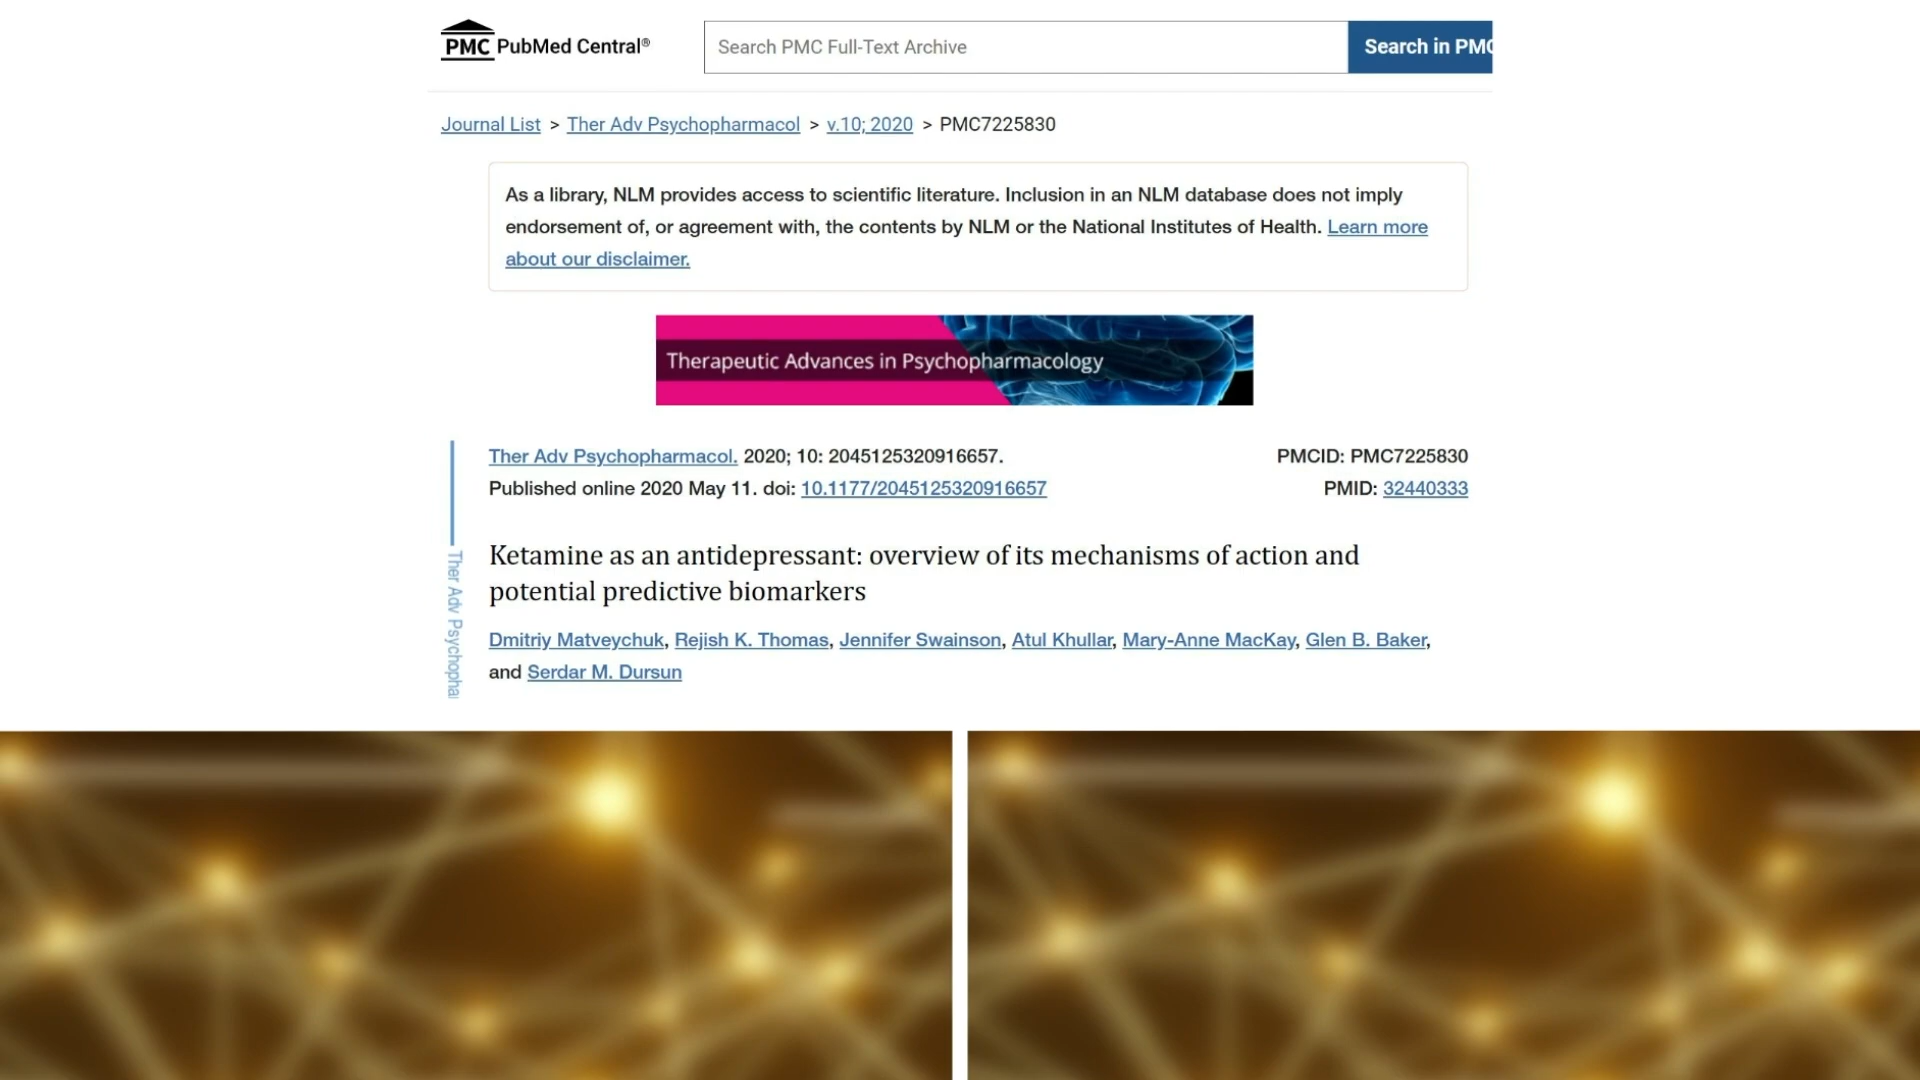 PMC PubMed Central®
Search PMC Full-Text Archive
Search in PMC
Journal List > Ther Adv Psychopharmacol > v.10; 2020 > PMC7225830
As a library, NLM provides access to scientific literature. Inclusion in an NLM database does not imply
endorsement of, or agreement with, the contents by NLM or the National Institutes of Health. Learn more
about our disclaimer.
Therapeutic Advances in Psychopharmacology
Ther Adv Psychopharmacol. 2020; 10: 2045125320916657.
PMCID: PMC7225830
Published online 2020 May 11. doi: 10.1177/2045125320916657
PMID: 32440333
Ther Adv Psychophar
Ketamine as an antidepressant: overview of its mechanisms of action and
potential predictive biomarkers
Dmitriy Matveychuk, Rejish K. Thomas, Jennifer Swainson, Atul Khullar, Mary-Anne MacKay, Glen B. Baker,
and Serdar M. Dursun